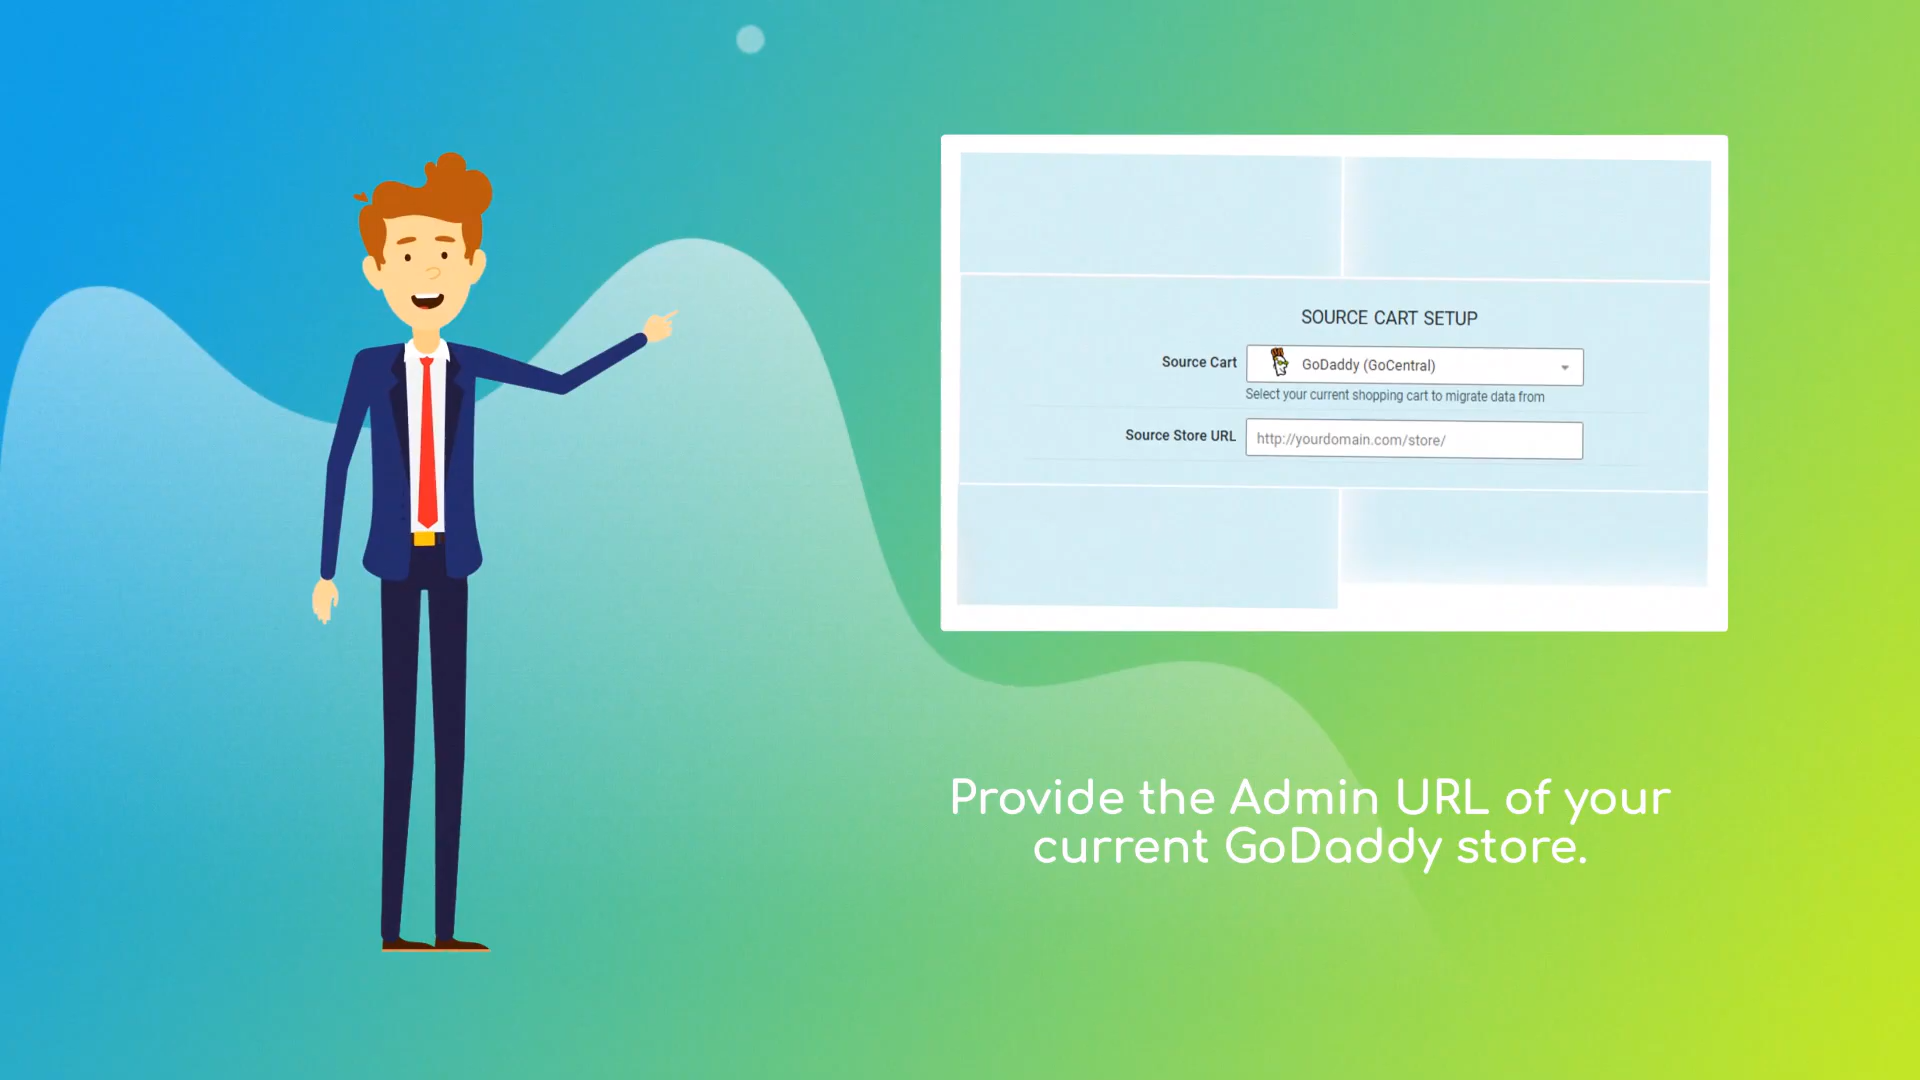 SOURCE CART SETUP
Source Cart
GoDaddy (GoCentral)
Select your current shopping cart to migrate data from
Source Store URL
http://yourdomain.com/store/
Provide the Admin URL of your
current GoDaddy store.